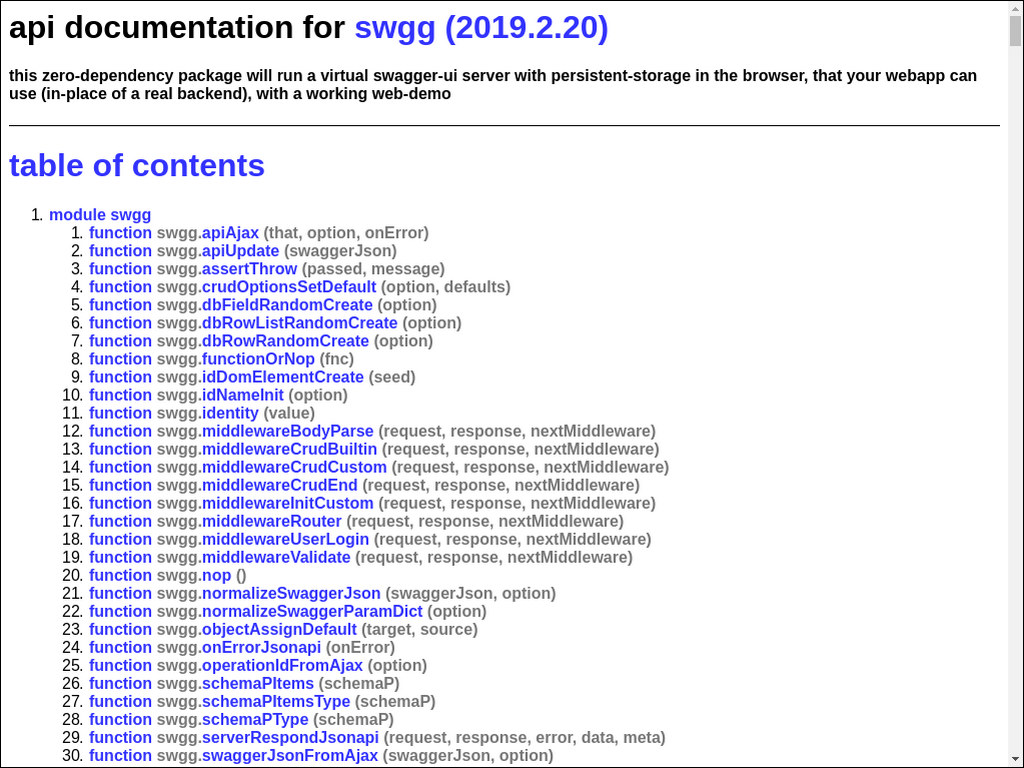 api documentation for swgg (2019.2.20)
this zero-dependency package will run a virtual swagger-ui server with persistent-storage in the browser, that your webapp can
use (in-place of a real backend), with a working web-demo
table of contents
1. module swgg
1. function swgg.apiAjax (that, option, onError)
2. function swgg.apiUpdate (swaggerJson)
3. function swgg.assertThrow (passed, message)
4. function swgg.crudOptionsSetDefault (option, defaults)
5. function swgg.dbFieldRandomCreate (option)
6. function swgg.dbRowListRandomCreate (option)
7. function swgg.dbRowRandomCreate (option)
8. function swgg.functionOrNop (fnc)
9. function swgg.idDomElementCreate (seed)
10. function swgg.idNameInit (option)
11. function swgg.identity (value)
12. function swgg.middlewareBodyParse (request, response, nextMiddleware)
13. function swgg.middlewareCrudBuiltin (request, response, nextMiddleware)
14. function swgg.middlewareCrudCustom (request, response, nextMiddleware)
15. function swgg.middlewareCrudEnd (request, response, nextMiddleware)
16. function swgg.middlewareInitCustom (request, response, nextMiddleware)
17. function swgg.middlewareRouter (request, response, nextMiddleware)
18. function swgg.middlewareUserLogin (request, response, nextMiddleware)
19. function swgg.middlewareValidate (request, response, nextMiddleware)
20. function swgg.nop ()
21. function swgg.normalizeSwaggerJson (swaggerJson, option)
22. function swgg.normalizeSwaggerParamDict (option)
23. function swgg.objectAssignDefault (target, source)
24. function swgg.onErrorJsonapi (onError)
25. function swgg.operationIdFromAjax (option)
26. function swgg.schemaPItems (schemaP)
27. function swgg.schemaPItemsType (schemaP)
28. function swgg.schemaPType (schemaP)
29. function swgg.serverRespondJsonapi (request, response, error, data, meta)
30. function swgg.swaggerJsonFromAjax (swaggerJson, option)